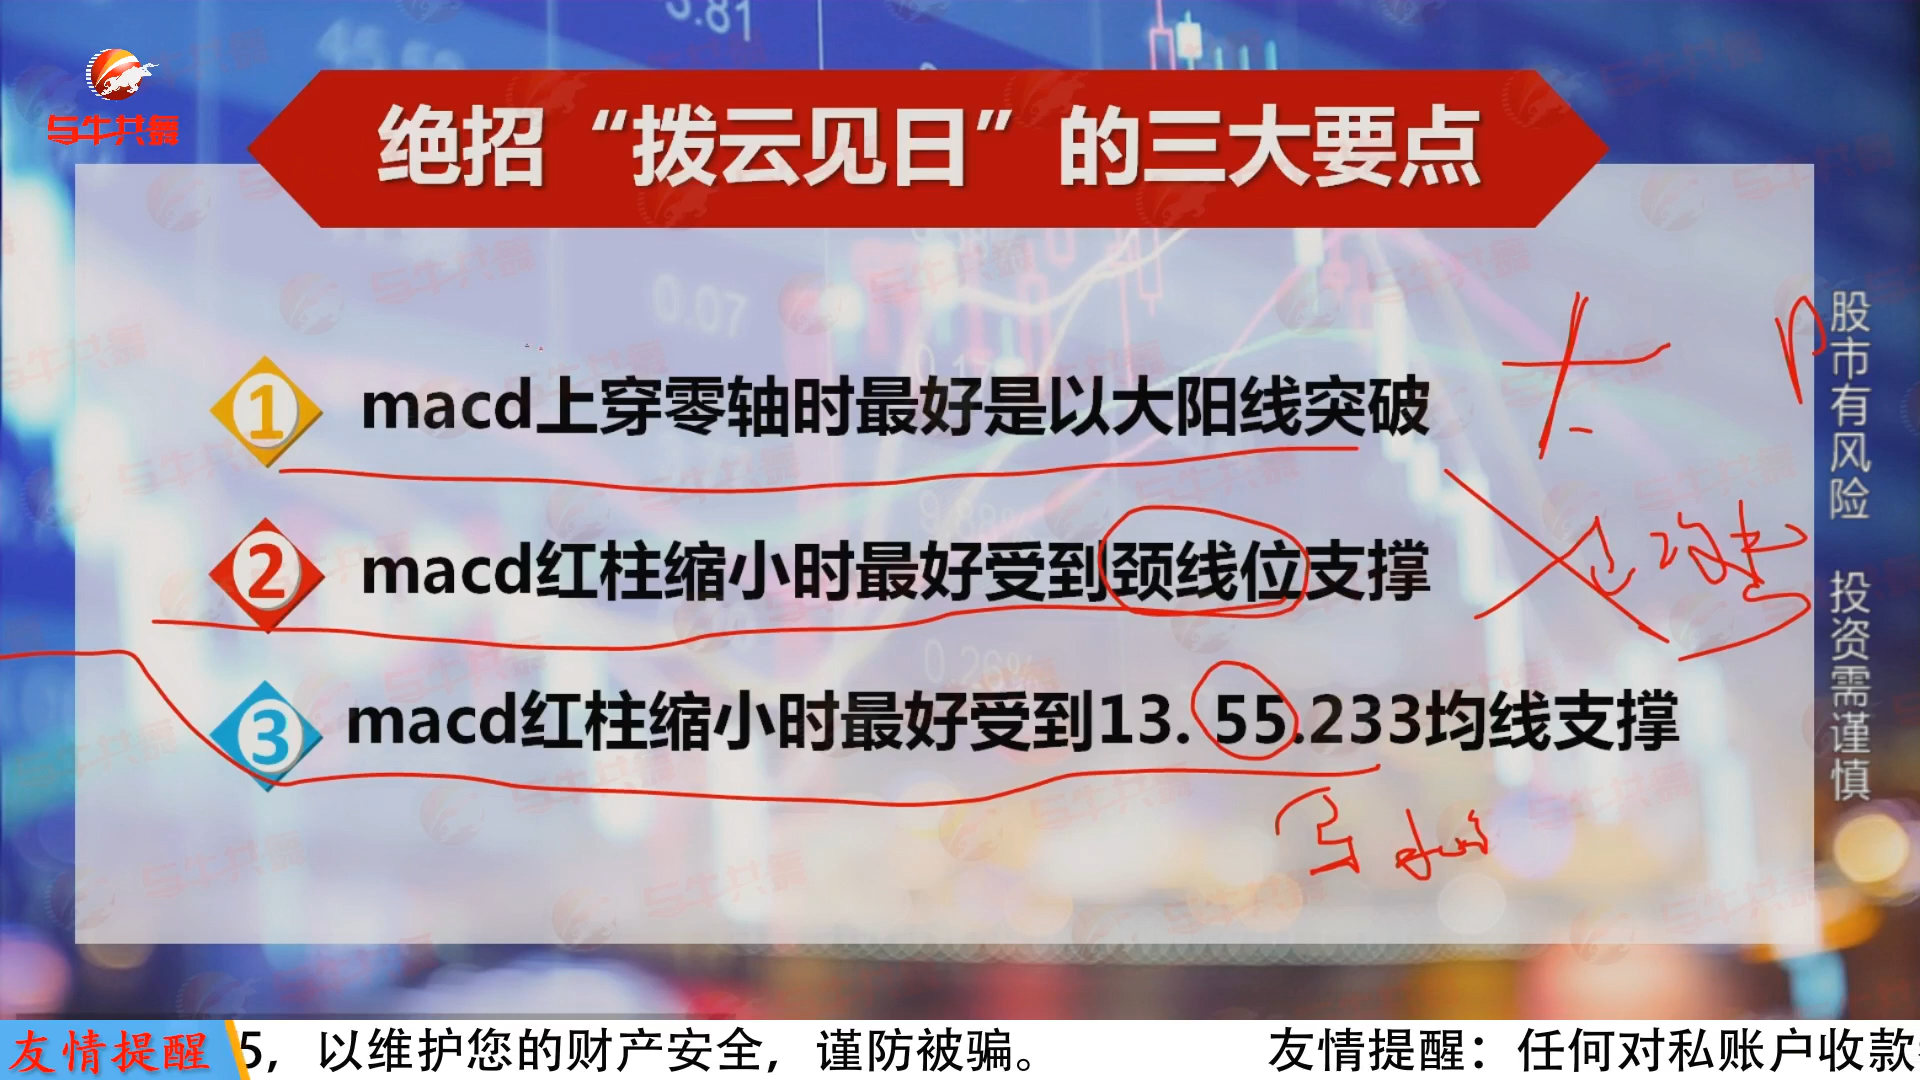 与牛共舞
绝招“拨云见日”的三大要点
1 macd上穿零轴时最好是以大阳线突破
2 macd红柱缩小时最好受到颈线位支撑
3 macd红柱缩小时最好受到13. 55.233均线支撑
股市有风险 投资需谨慎
友情提醒 5，以维护您的财产安全，谨防被骗。 友情提醒：任何对私账户收款